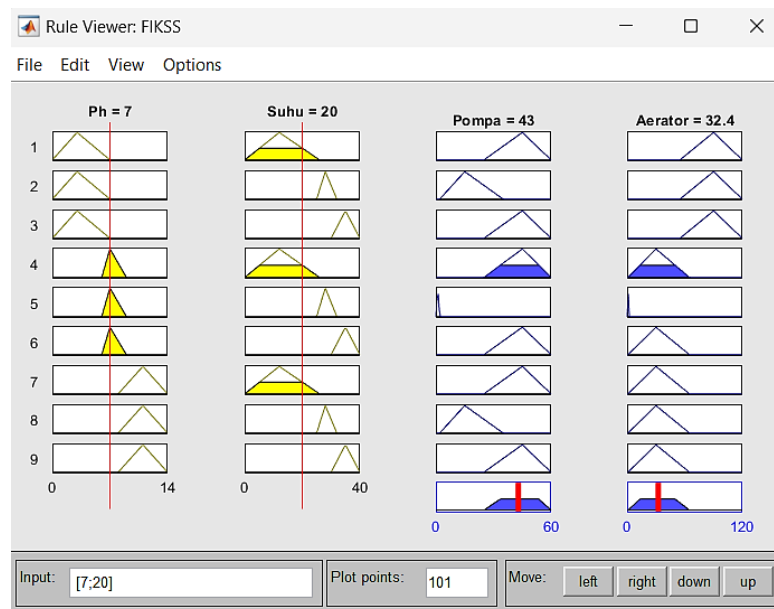 Rule Viewer: FIKSS
File Edit View Options
Ph = 7
Suhu = 20
Pompa = 43
Aerator = 32.4
1
2
3
4
5
6
7
8
9
0 14
0 40
0 60
0 120
Input: [7;20]
Plot points: 101
Move: left right down up